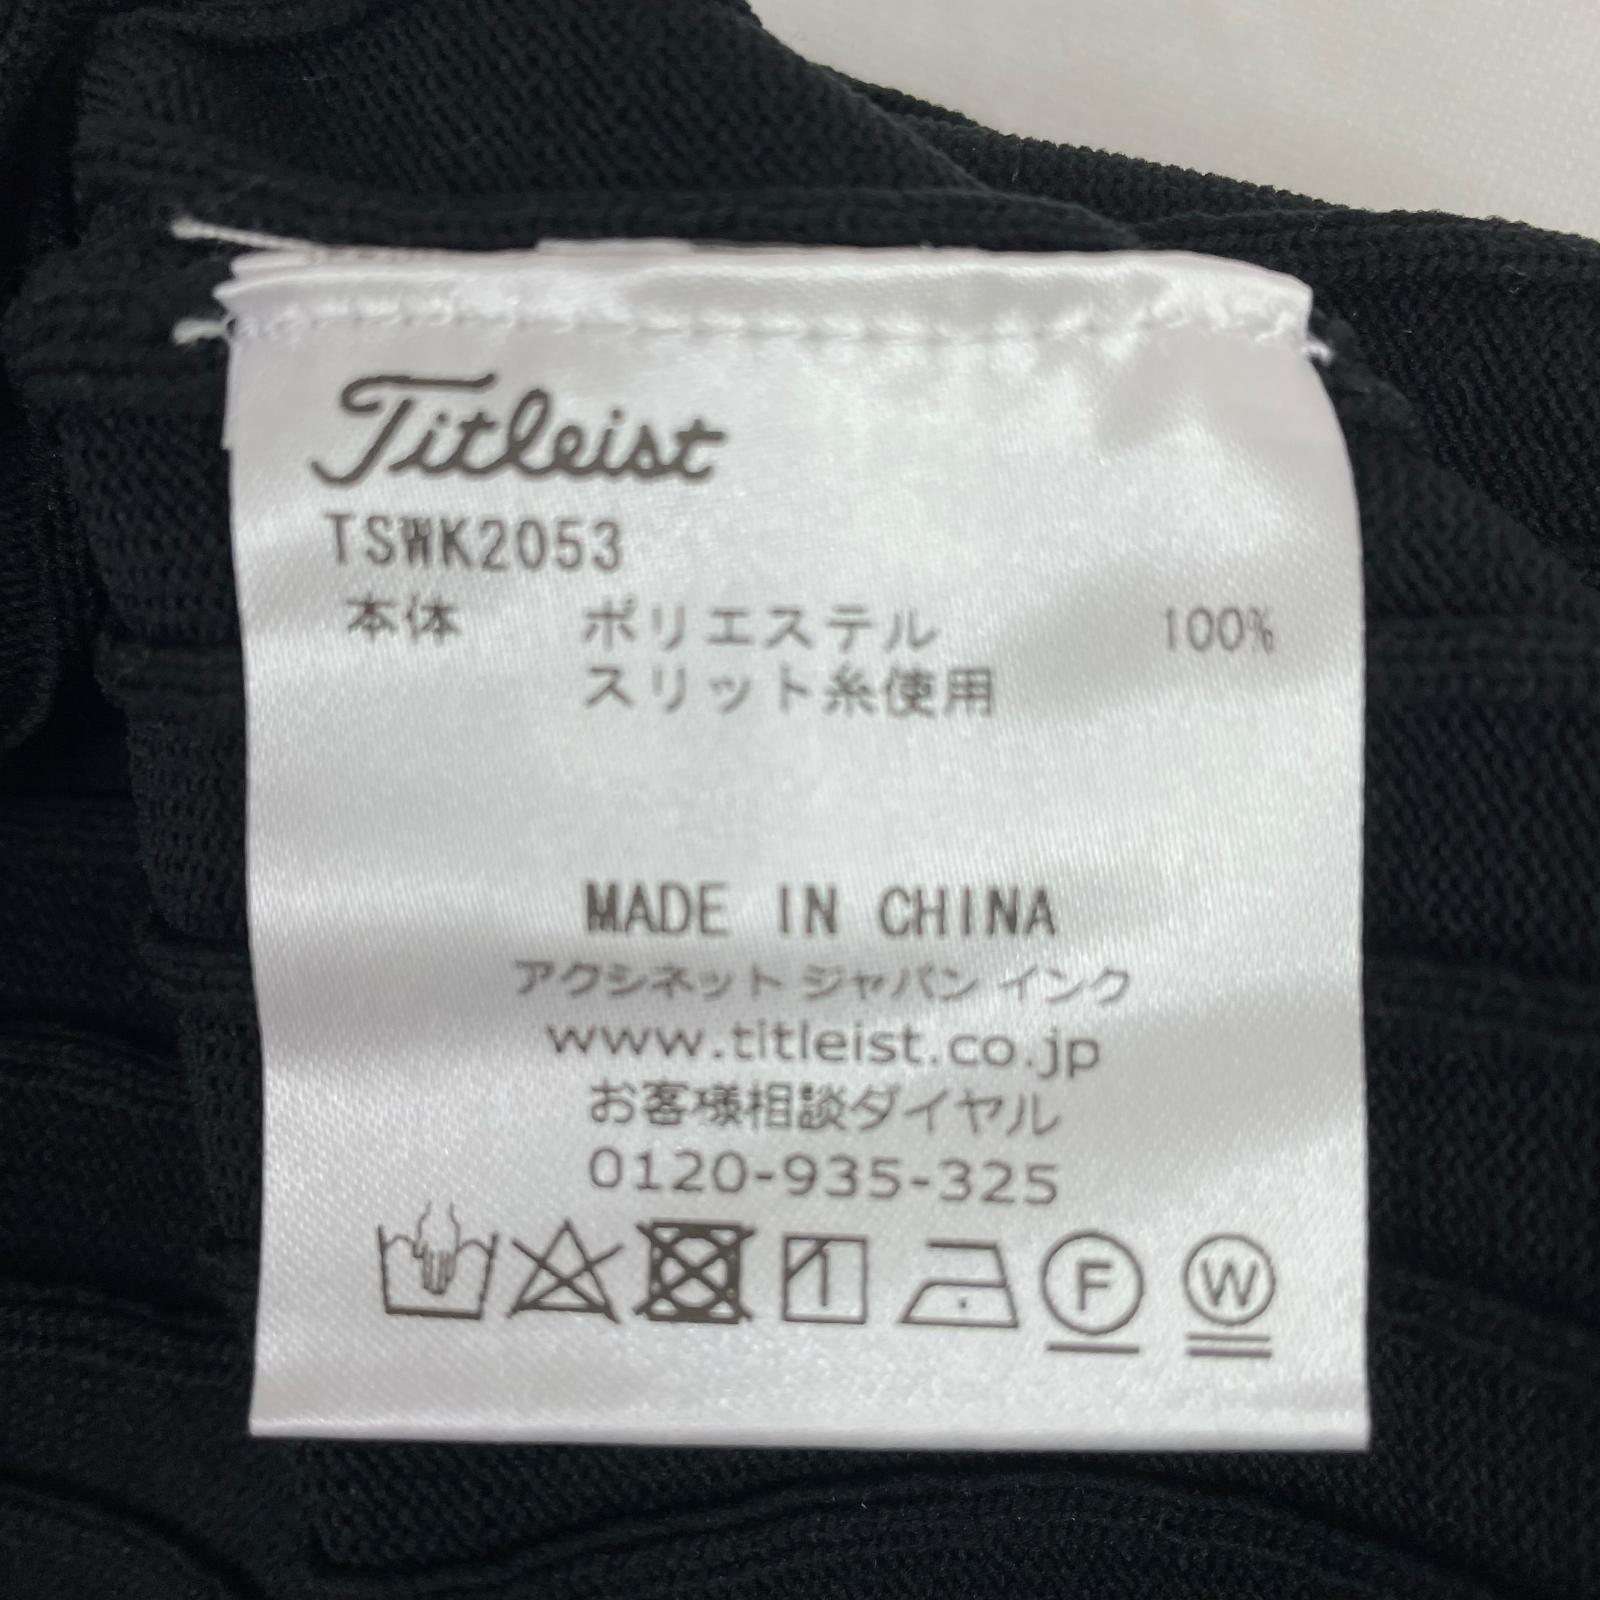 Titleist
TSWK2053
本体 ポリエステル 100%
スリット糸使用
MADE IN CHINA
アクシネット ジャパン インク
www.titleist.co.jp
お客様相談ダイヤル
0120-935-325
F W